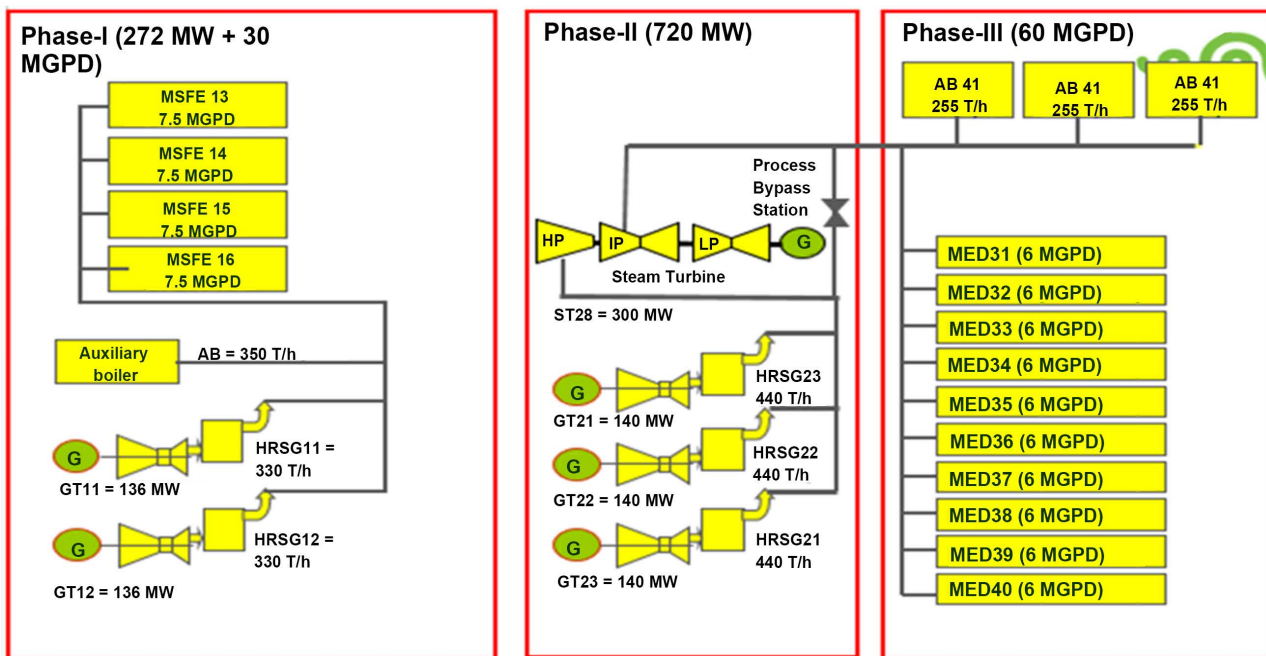 Phase-I (272 MW + 30
MGPD)
MSFE 13
7.5 MGPD
MSFE 14
7.5 MGPD
MSFE 15
7.5 MGPD
MSFE 16
7.5 MGPD
Auxiliary
boiler
AB = 350 T/h
G
HRSG11 =
330 T/h
GT11 = 136 MW
G
HRSG12 =
330 T/h
GT12 = 136 MW
Phase-II (720 MW)
Process
Bypass
Station
HP
IP
LP
G
Steam Turbine
ST28 = 300 MW
HRSG23
440 T/h
G
GT21 = 140 MW
HRSG22
440 T/h
G
GT22 = 140 MW
HRSG21
440 T/h
G
GT23 = 140 MW
Phase-III (60 MGPD)
AB 41
255 T/h
AB 41
255 T/h
AB 41
255 T/h
MED31 (6 MGPD)
MED32 (6 MGPD)
MED33 (6 MGPD)
MED34 (6 MGPD)
MED35 (6 MGPD)
MED36 (6 MGPD)
MED37 (6 MGPD)
MED38 (6 MGPD)
MED39 (6 MGPD)
MED40 (6 MGPD)